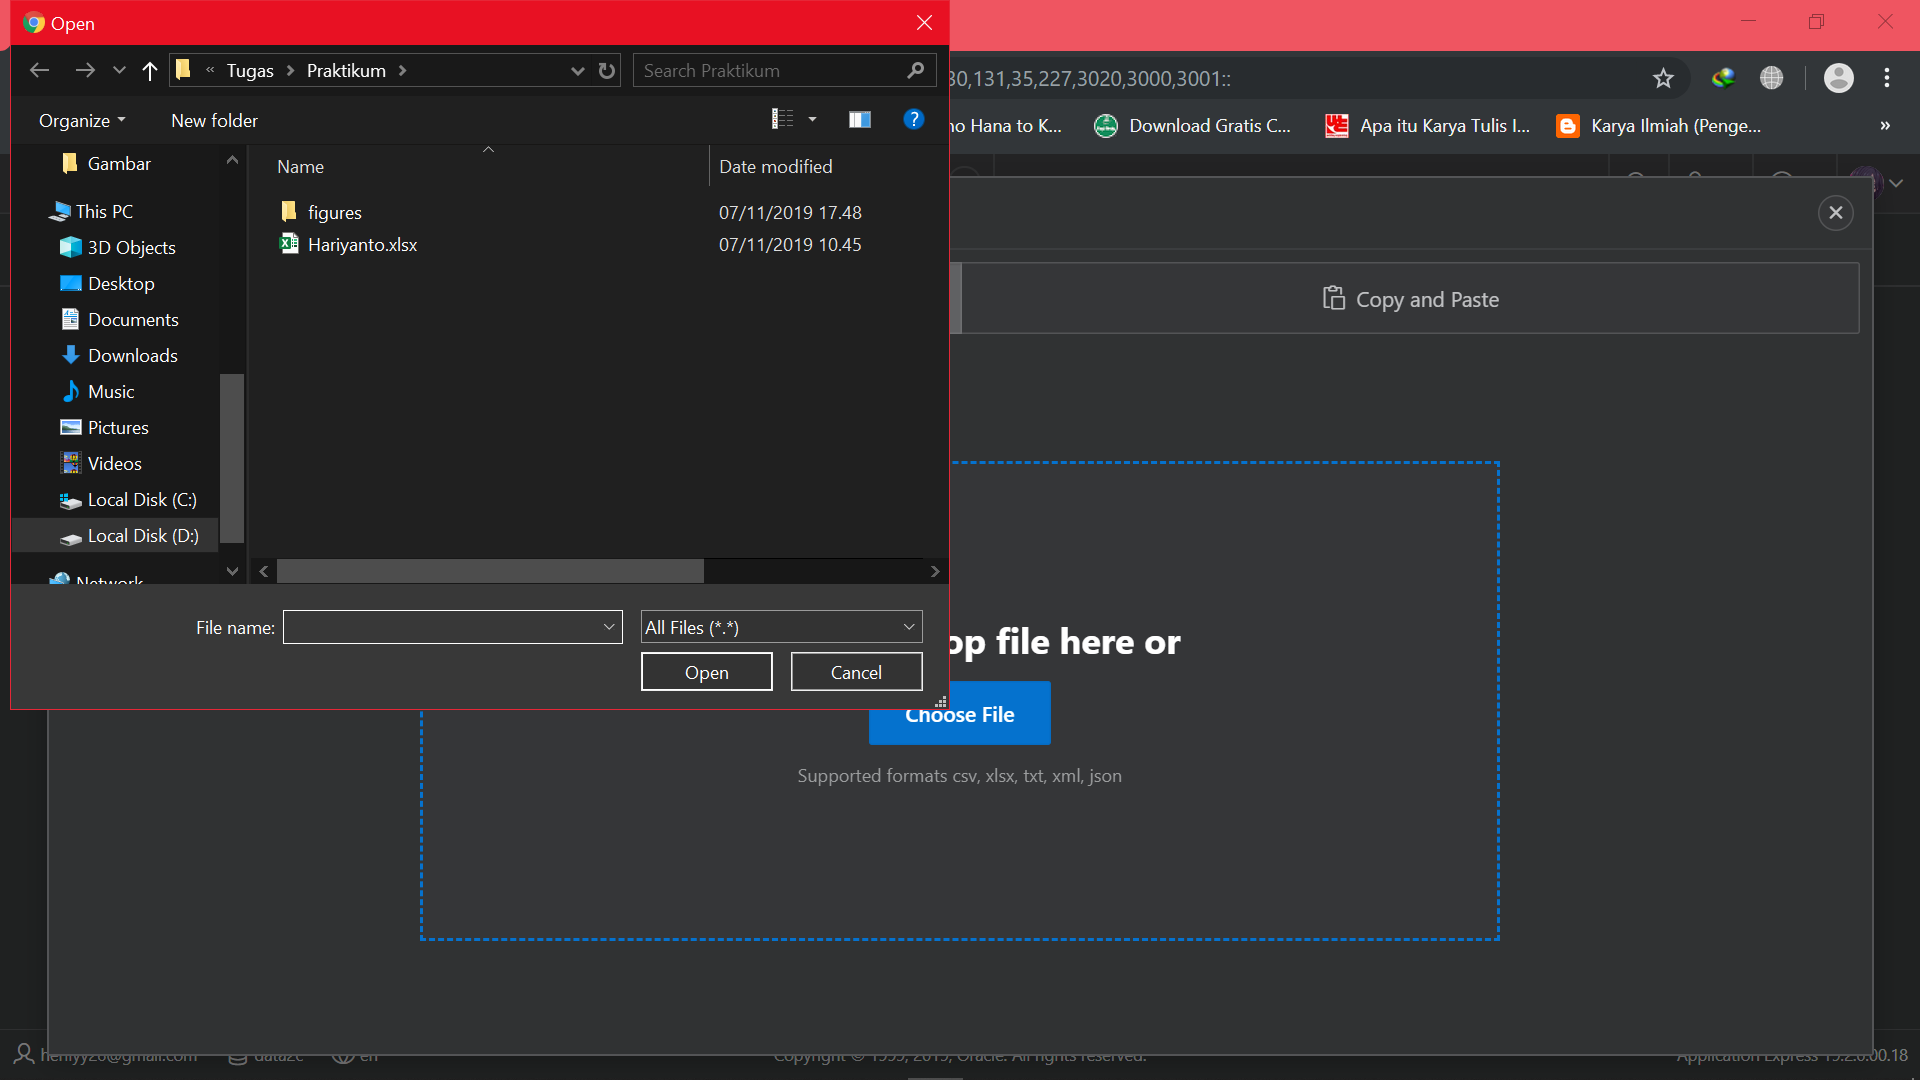 Open
« Tugas > Praktikum >
Search Praktikum
30,131,35,227,3020,3000,3001::
Organize
New folder
no Hana to K...
Download Gratis C...
Apa itu Karya Tulis I...
Karya Ilmiah (Penge...
»
Name
Date modified
Gambar
This PC
3D Objects
Desktop
Documents
Downloads
Music
Pictures
Videos
Local Disk (C:)
Local Disk (D:)
Network
figures
07/11/2019 17.48
Hariyanto.xlsx
07/11/2019 10.45
Copy and Paste
File name:
All Files (*.*)
Open
Cancel
op file here or
Choose File
Supported formats csv, xlsx, txt, xml, json
data2c
en
Copyright © 1999, 2019, Oracle. All rights reserved.
Application Express 19.2.0.00.18